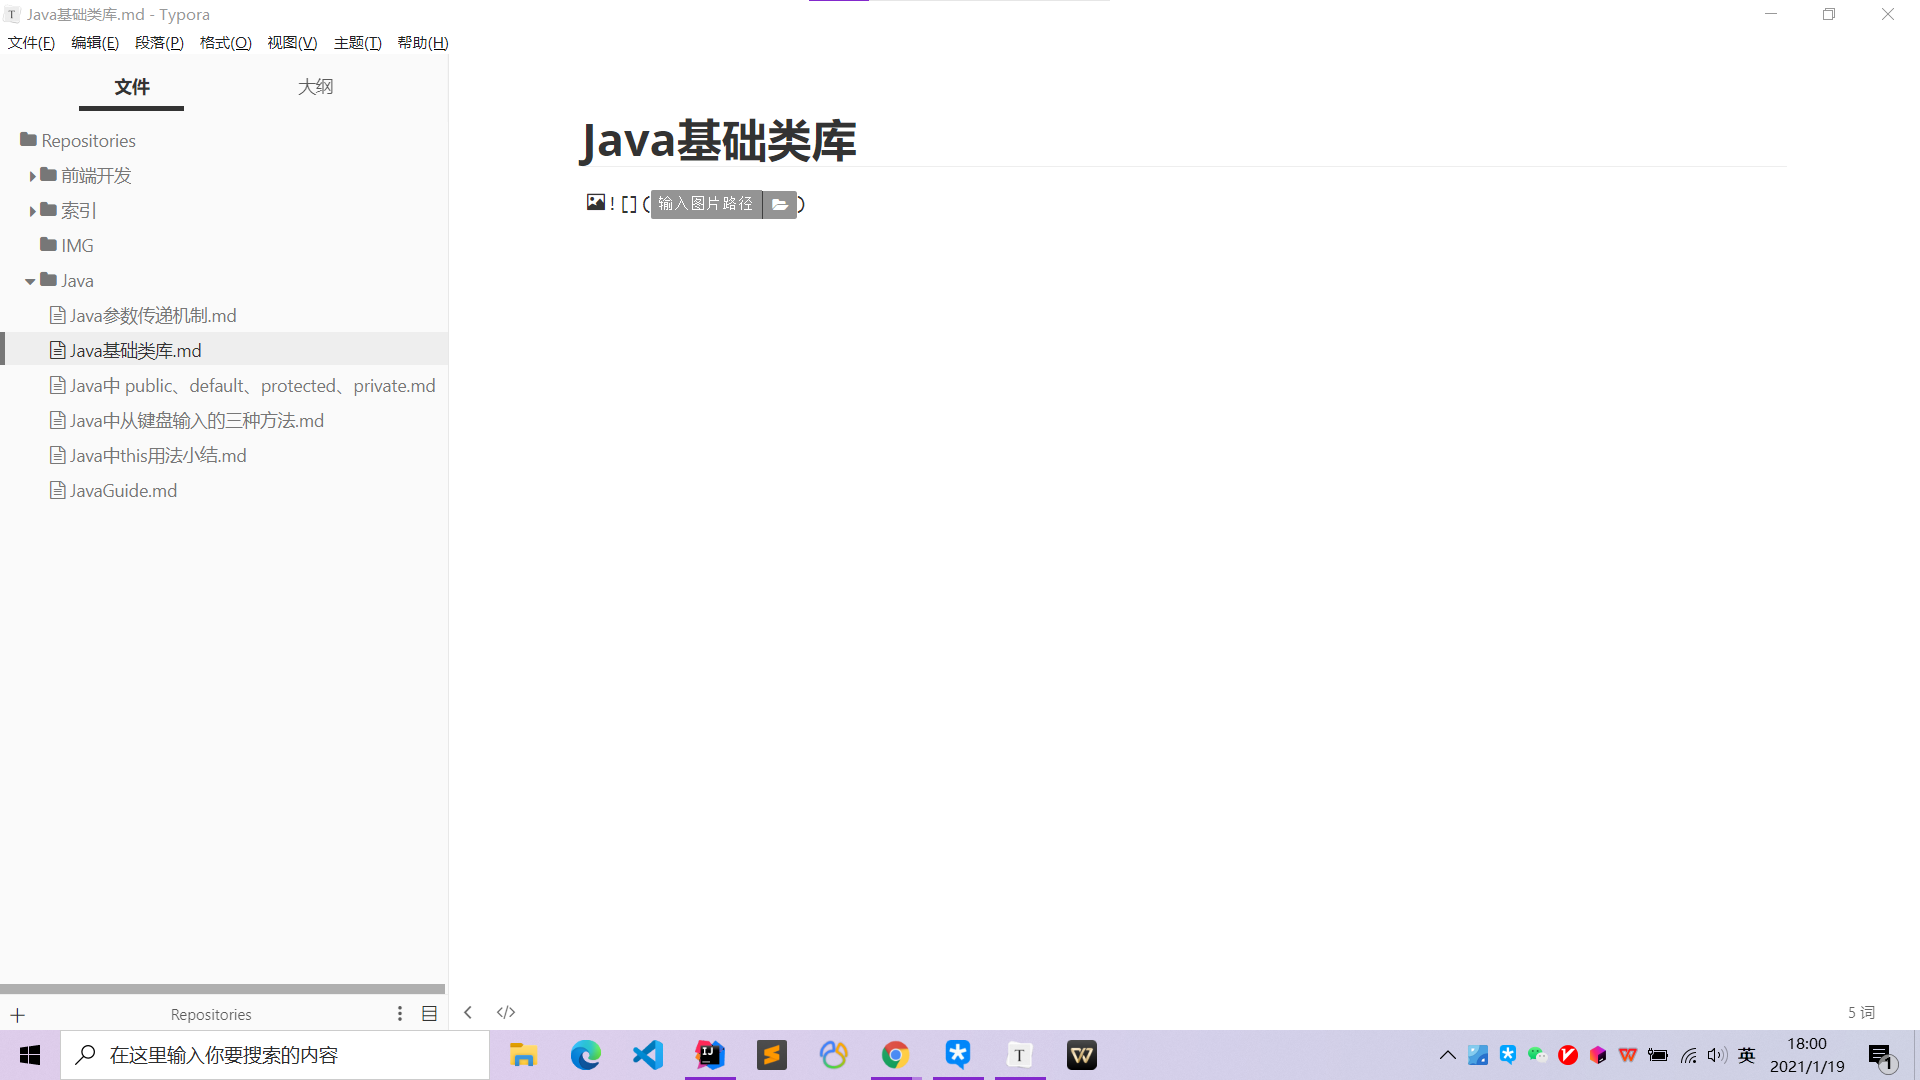 Java基础类库.md - Typora
文件(F) 编辑(E) 段落(P) 格式(O) 视图(V) 主题(T) 帮助(H)
文件 大纲
Repositories
前端开发
索引
IMG
Java
Java参数传递机制.md
Java基础类库.md
Java中 public、default、protected、private.md
Java中从键盘输入的三种方法.md
Java中this用法小结.md
JavaGuide.md
Java基础类库
![](输入图片路径)
Repositories
5 词
在这里输入你要搜索的内容
英
18:00
2021/1/19
1